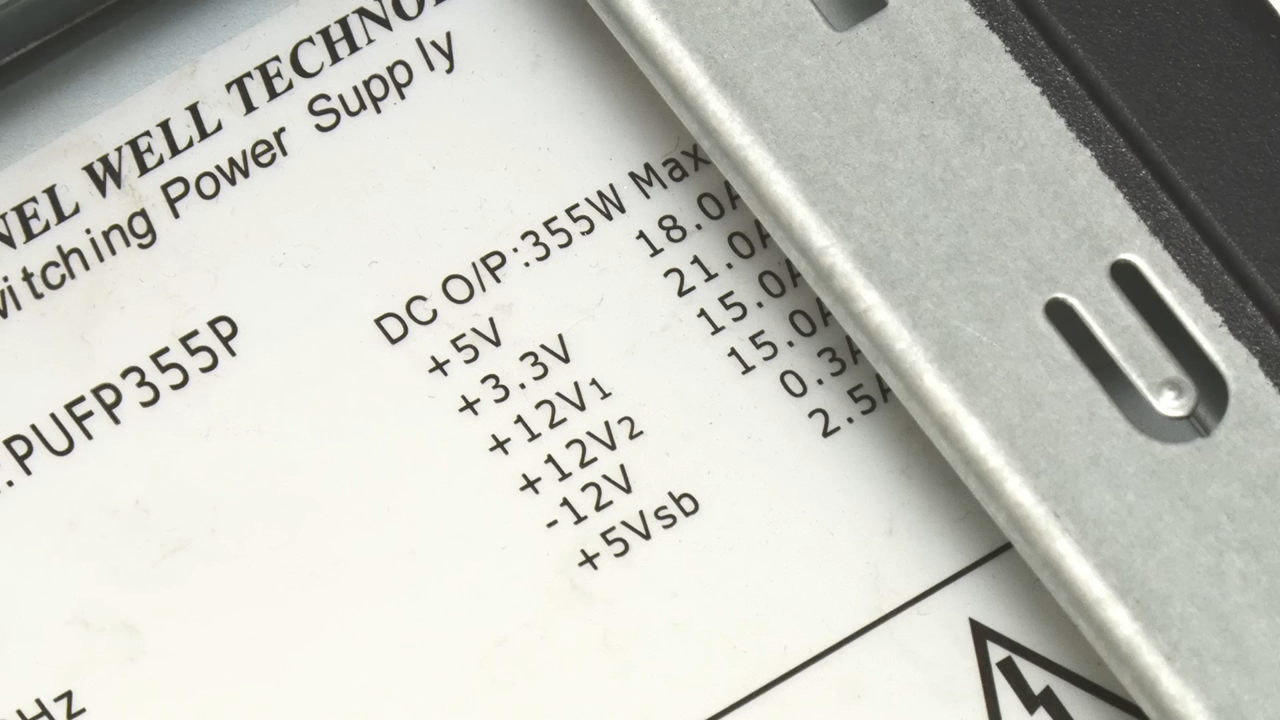 NEL WELL TECHNO
witching Power Supply
.PUFP355P
DC O/P:355W Max
+5V 18.0A
+3.3V 21.0A
+12V1 15.0A
+12V2 15.0A
-12V 0.3A
+5Vsb 2.5A
Hz